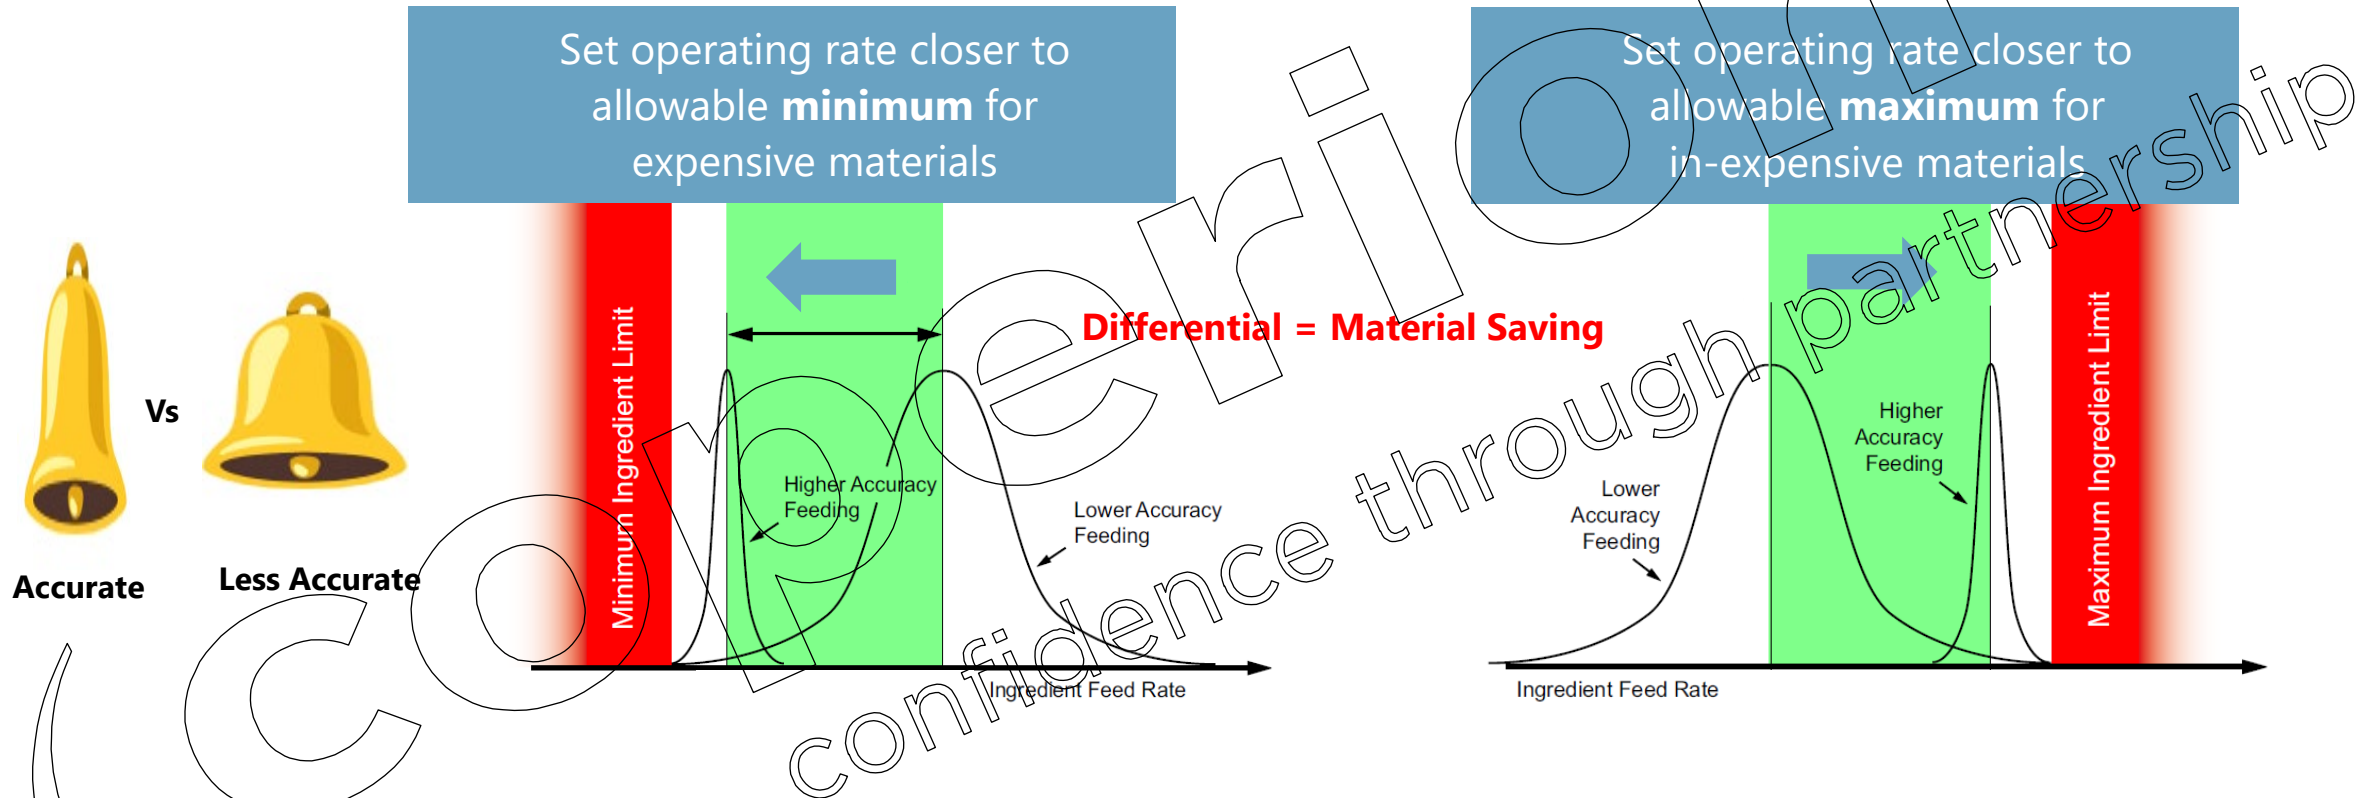 Set operating rate closer to
allowable minimum for
expensive materials
Set operating rate closer to
allowable maximum for
in-expensive materials
Differential = Material Saving
Vs
Accurate
Less Accurate
Minimum Ingredient Limit
Higher Accuracy
Feeding
Lower Accuracy
Feeding
Ingredient Feed Rate
Lower
Accuracy
Feeding
Higher
Accuracy
Feeding
Maximum Ingredient Limit
Ingredient Feed Rate
(coperion
confidence through partnership